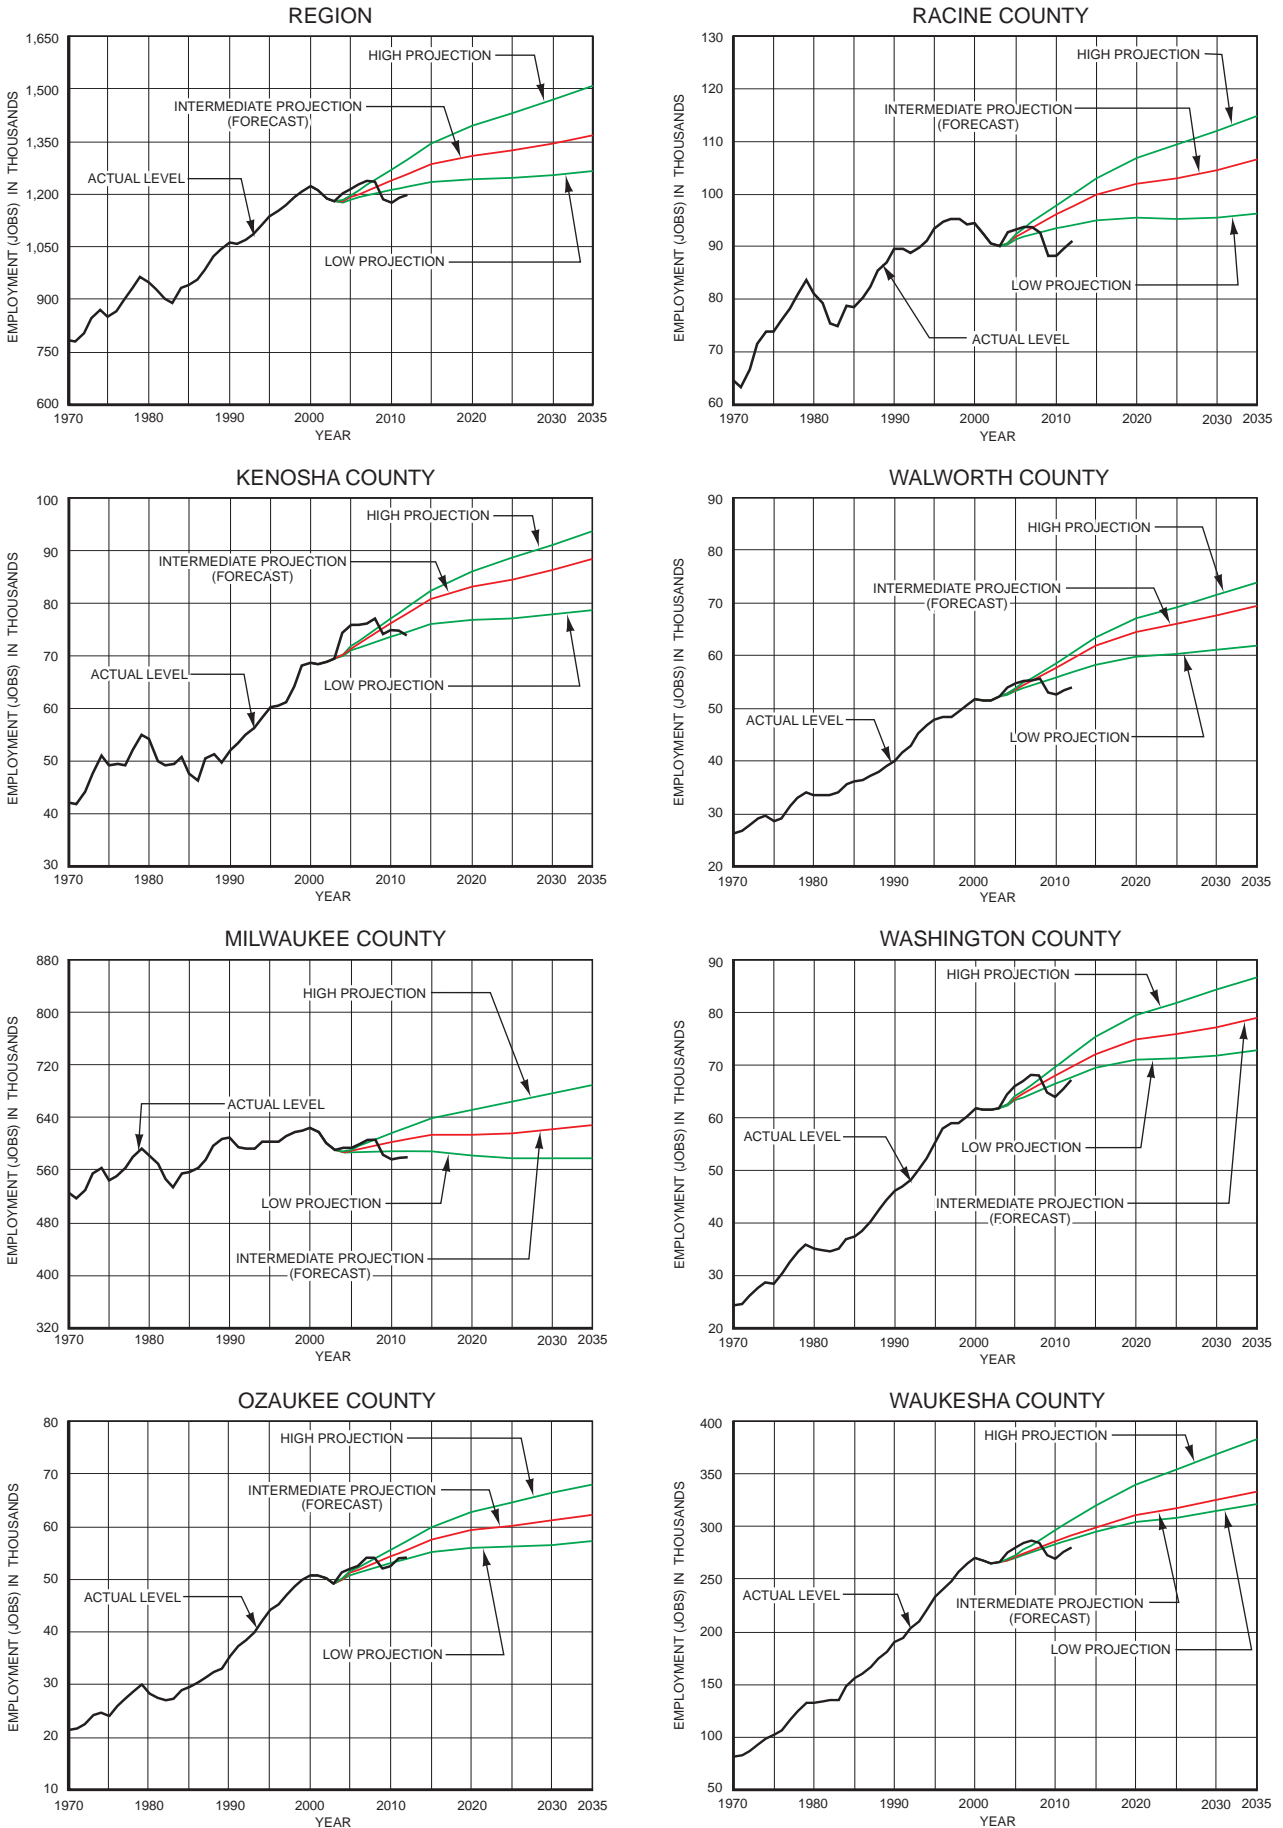 REGION
EMPLOYMENT (JOBS) IN THOUSANDS
1,650
1,500
1,350
1,200
1,050
900
750
600
HIGH PROJECTION
INTERMEDIATE PROJECTION
(FORECAST)
ACTUAL LEVEL
LOW PROJECTION
1970 1980 1990 2000 2010 2020 2030 2035
YEAR
RACINE COUNTY
EMPLOYMENT (JOBS) IN THOUSANDS
130
120
110
100
90
80
70
60
HIGH PROJECTION
INTERMEDIATE PROJECTION
(FORECAST)
LOW PROJECTION
ACTUAL LEVEL
1970 1980 1990 2000 2010 2020 2030 2035
YEAR
KENOSHA COUNTY
EMPLOYMENT (JOBS) IN THOUSANDS
100
90
80
70
60
50
40
30
HIGH PROJECTION
INTERMEDIATE PROJECTION
(FORECAST)
ACTUAL LEVEL
LOW PROJECTION
1970 1980 1990 2000 2010 2020 2030 2035
YEAR
WALWORTH COUNTY
EMPLOYMENT (JOBS) IN THOUSANDS
90
80
70
60
50
40
30
20
HIGH PROJECTION
INTERMEDIATE PROJECTION
(FORECAST)
ACTUAL LEVEL
LOW PROJECTION
1970 1980 1990 2000 2010 2020 2030 2035
YEAR
MILWAUKEE COUNTY
EMPLOYMENT (JOBS) IN THOUSANDS
880
800
720
640
560
480
400
320
HIGH PROJECTION
ACTUAL LEVEL
LOW PROJECTION
INTERMEDIATE PROJECTION
(FORECAST)
1970 1980 1990 2000 2010 2020 2030 2035
YEAR
WASHINGTON COUNTY
EMPLOYMENT (JOBS) IN THOUSANDS
90
80
70
60
50
40
30
20
HIGH PROJECTION
ACTUAL LEVEL
LOW PROJECTION
INTERMEDIATE PROJECTION
(FORECAST)
1970 1980 1990 2000 2010 2020 2030 2035
YEAR
OZAUKEE COUNTY
EMPLOYMENT (JOBS) IN THOUSANDS
80
70
60
50
40
30
20
10
HIGH PROJECTION
INTERMEDIATE PROJECTION
(FORECAST)
ACTUAL LEVEL
LOW PROJECTION
1970 1980 1990 2000 2010 2020 2030 2035
YEAR
WAUKESHA COUNTY
EMPLOYMENT (JOBS) IN THOUSANDS
400
350
300
250
200
150
100
50
HIGH PROJECTION
ACTUAL LEVEL
INTERMEDIATE PROJECTION
(FORECAST)
LOW PROJECTION
1970 1980 1990 2000 2010 2020 2030 2035
YEAR